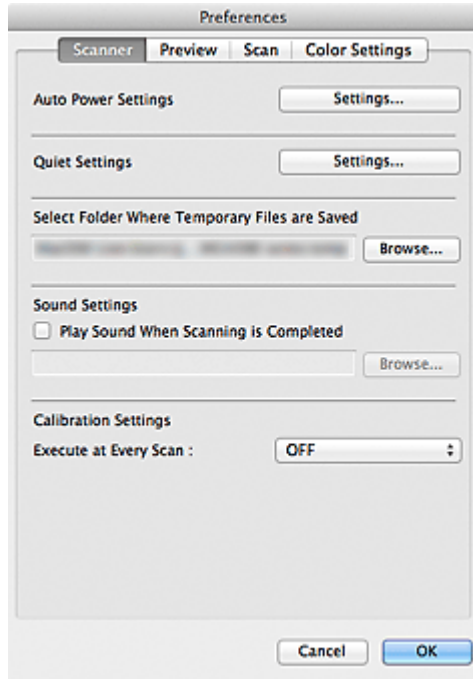 Preferences
Scanner Preview Scan Color Settings
Auto Power Settings Settings...
Quiet Settings Settings...
Select Folder Where Temporary Files are Saved
Browse...
Sound Settings
Play Sound When Scanning is Completed
Browse...
Calibration Settings
Execute at Every Scan : OFF
Cancel OK